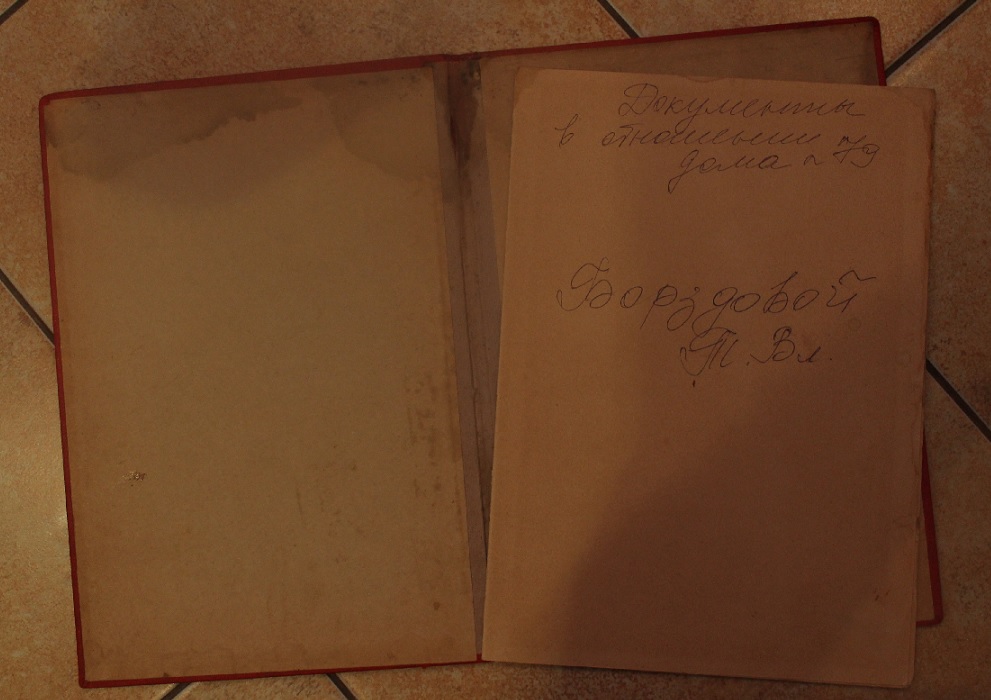 Документы
в отношении
дома № 79
Борздовой
Т. Вл.